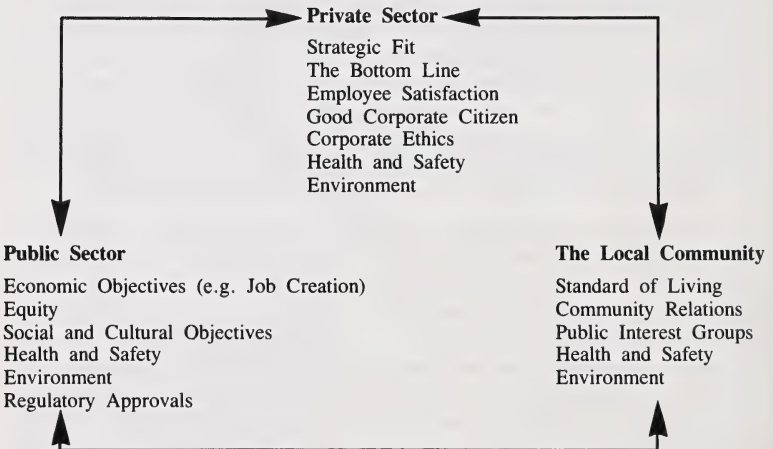 Private Sector
Strategic Fit
The Bottom Line
Employee Satisfaction
Good Corporate Citizen
Corporate Ethics
Health and Safety
Environment
Public Sector
Economic Objectives (e.g. Job Creation)
Equity
Social and Cultural Objectives
Health and Safety
Environment
Regulatory Approvals
The Local Community
Standard of Living
Community Relations
Public Interest Groups
Health and Safety
Environment